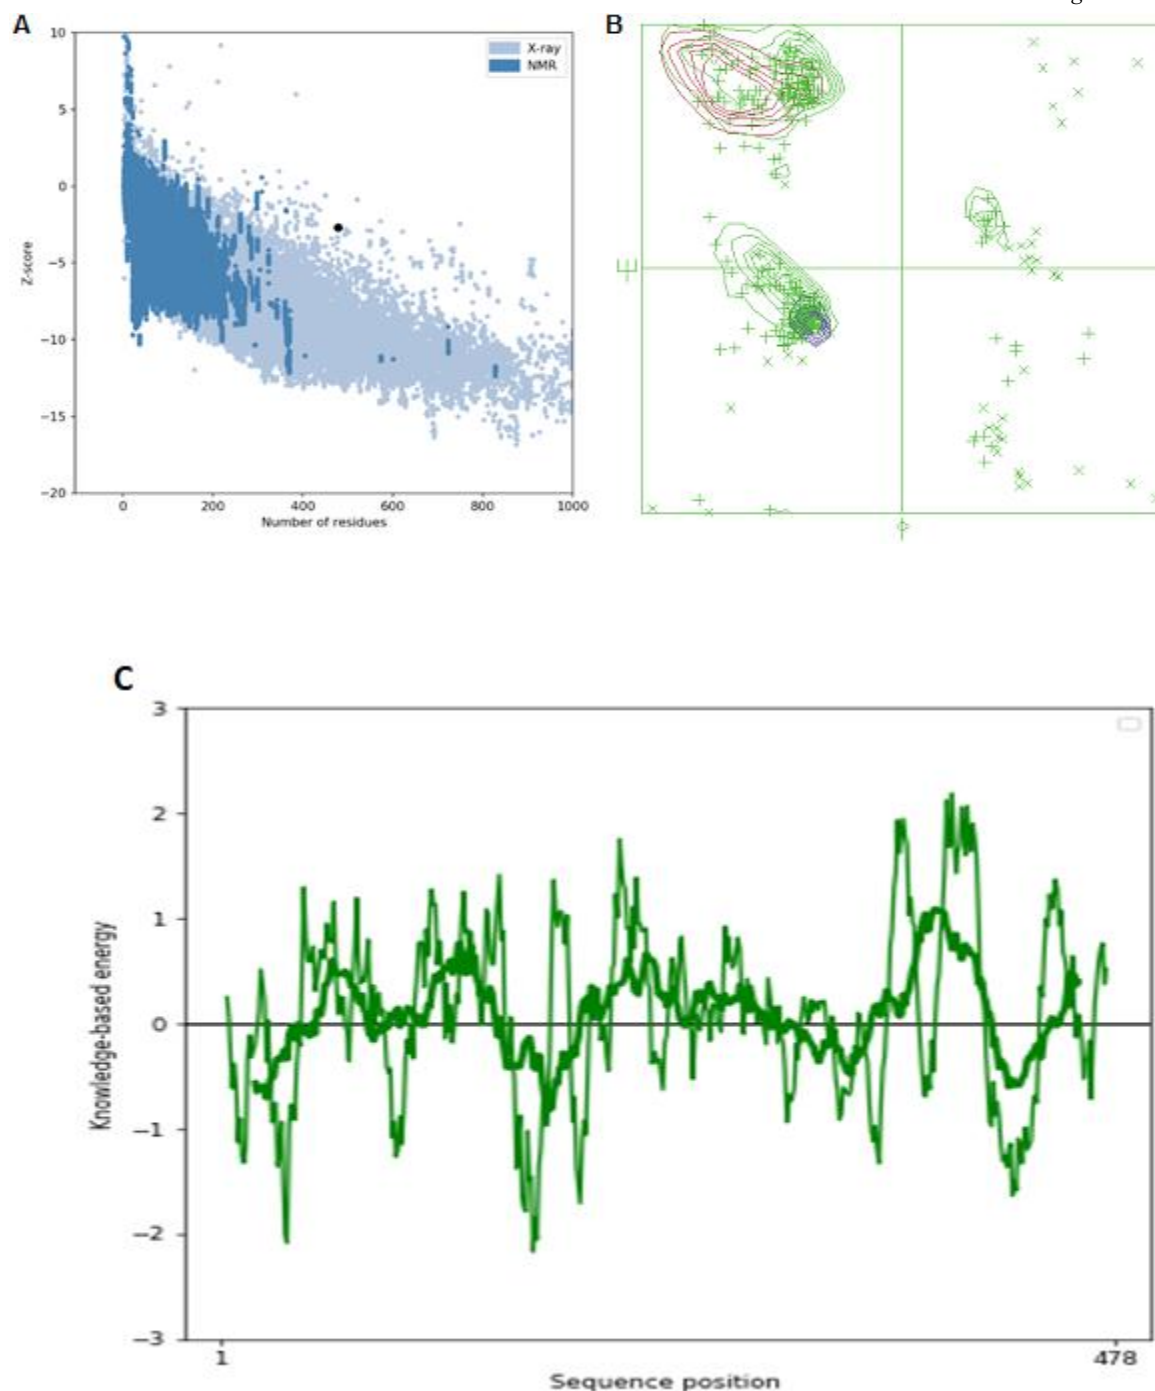 A
B
10
5
0
−5
−10
−15
−20
Z-score
X-ray
NMR
0
200
400
600
800
1000
Number of residues
Φ
C
3
2
1
0
−1
−2
−3
Knowledge-based energy
1
478
Sequence position